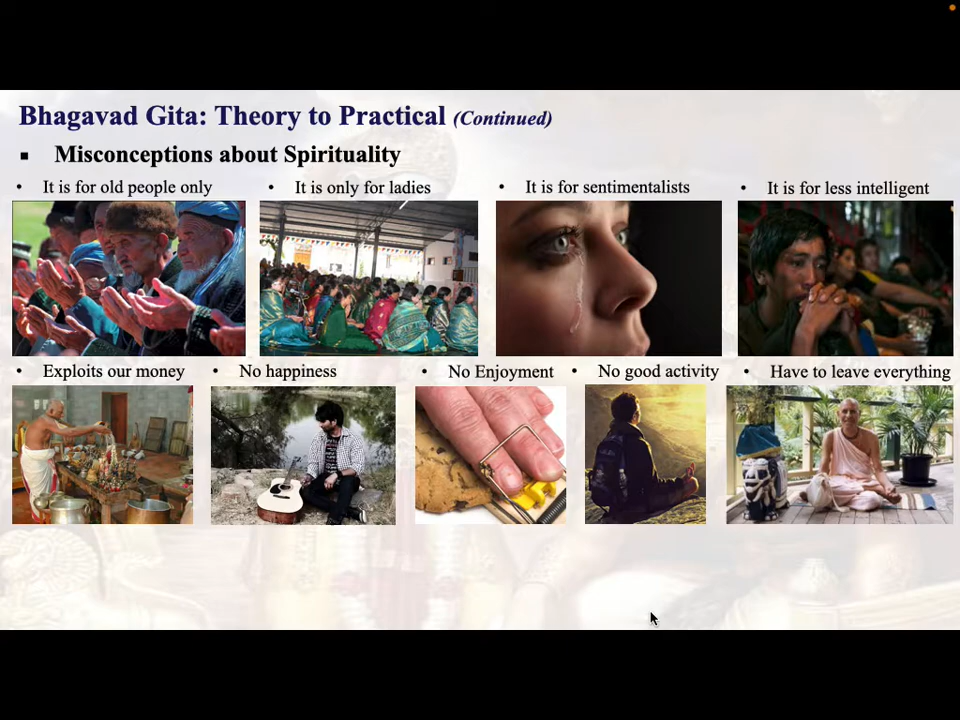 Bhagavad Gita: Theory to Practical (Continued)
▪ Misconceptions about Spirituality
• It is for old people only
• It is only for ladies
• It is for sentimentalists
• It is for less intelligent
• Exploits our money
• No happiness
• No Enjoyment
• No good activity
• Have to leave everything